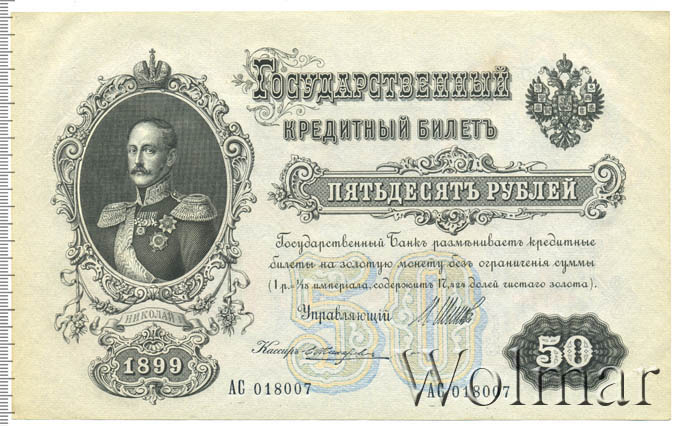 Государственный
кредитный билетъ
пятьдесятъ рублей
Государственный Банкъ размѣниваетъ кредитные
билеты на золотую монету безъ ограниченія суммы
(1 р.= 1/15 имперіала, содержитъ 17,424 долей чистаго золота).
Управляющій
Кассиръ
НИКОЛАЙ I
1899
50
50
АС 018007
АС 018007
Wolmar